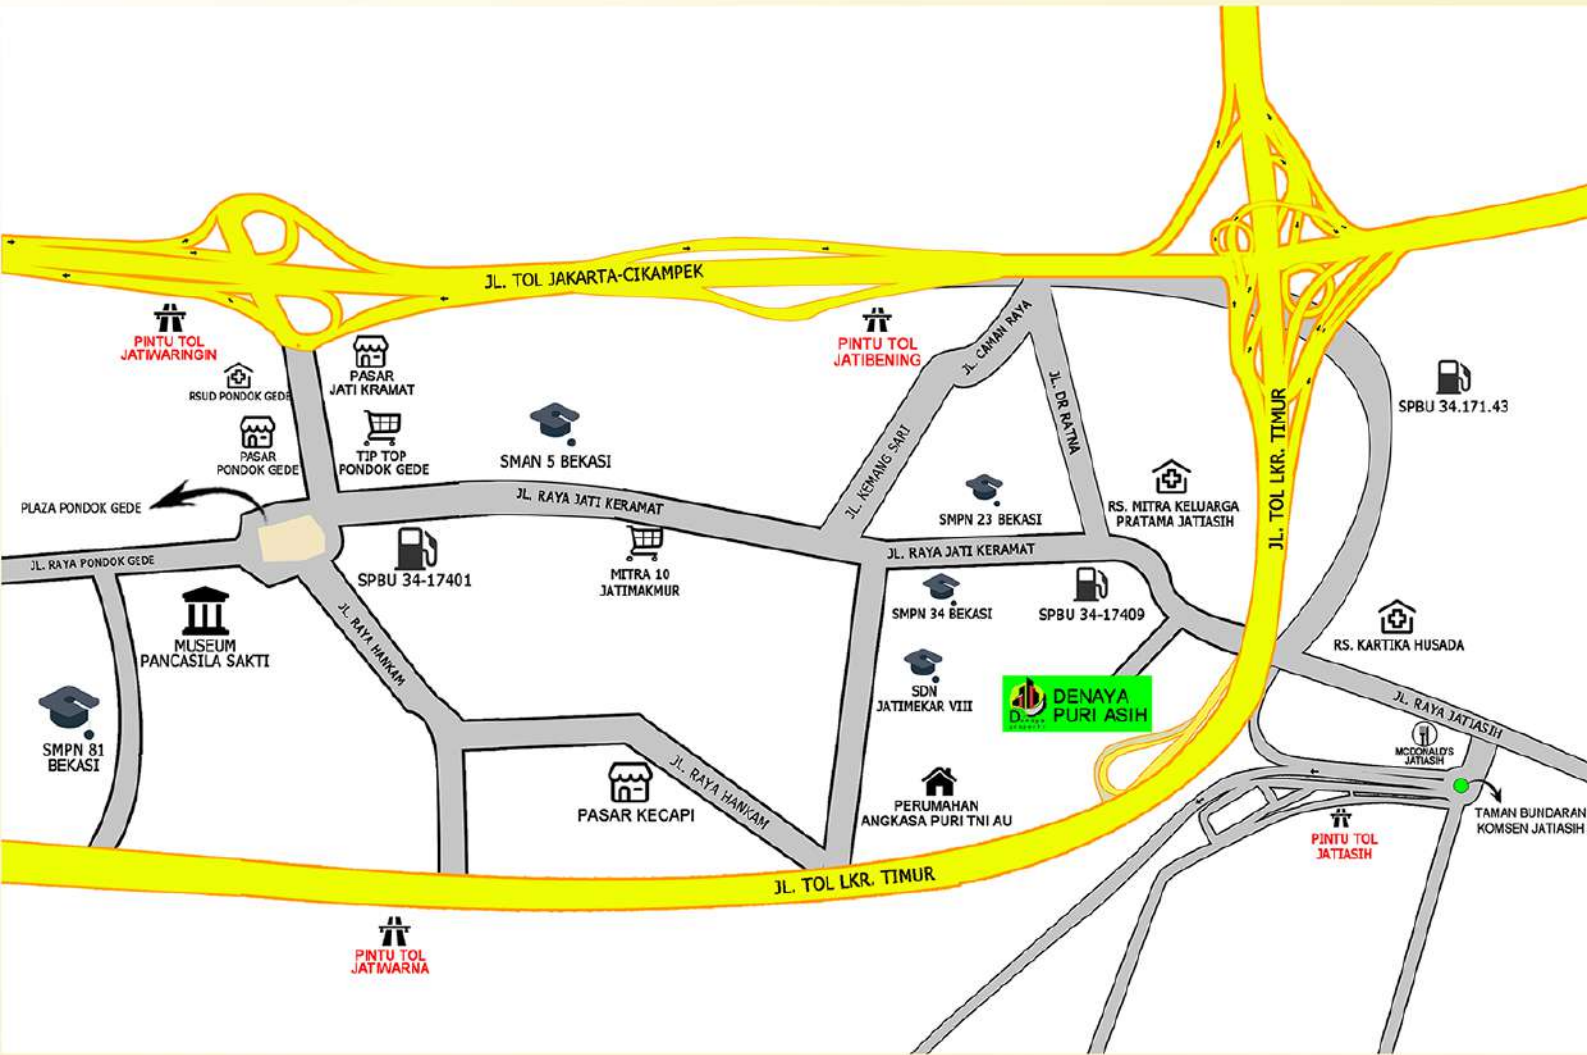 JL. TOL JAKARTA-CIKAMPEK
PINTU TOL
JATIWARINGIN
PINTU TOL
JATIBENING
JL. CAMAN RAYA
RSUD PONDOK GEDE
PASAR
JATI KRAMAT
JL. DR RATNA
SPBU 34.171.43
PASAR
PONDOK GEDE
TIP TOP
PONDOK GEDE
SMAN 5 BEKASI
JL. KEMANG SARI
JL. TOL LKR. TIMUR
PLAZA PONDOK GEDE
JL. RAYA JATI KERAMAT
SMPN 23 BEKASI
RS. MITRA KELUARGA
PRATAMA JATIASIH
JL. RAYA PONDOK GEDE
SPBU 34-17401
MITRA 10
JATIMAKMUR
JL. RAYA JATI KERAMAT
SMPN 34 BEKASI
SPBU 34-17409
MUSEUM
PANCASILA SAKTI
JL. RAYA HANKAM
RS. KARTIKA HUSADA
SDN
JATIMEKAR VIII
DENAYA
PURI ASIH
JL. RAYA JATIASIH
SMPN 81
BEKASI
MCDONALD'S
JATIASIH
PASAR KECAPI
JL. RAYA HANKAM
PERUMAHAN
ANGKASA PURI TNI AU
TAMAN BUNDARAN
KOMSEN JATIASIH
PINTU TOL
JATIASIH
JL. TOL LKR. TIMUR
PINTU TOL
JATIWARNA